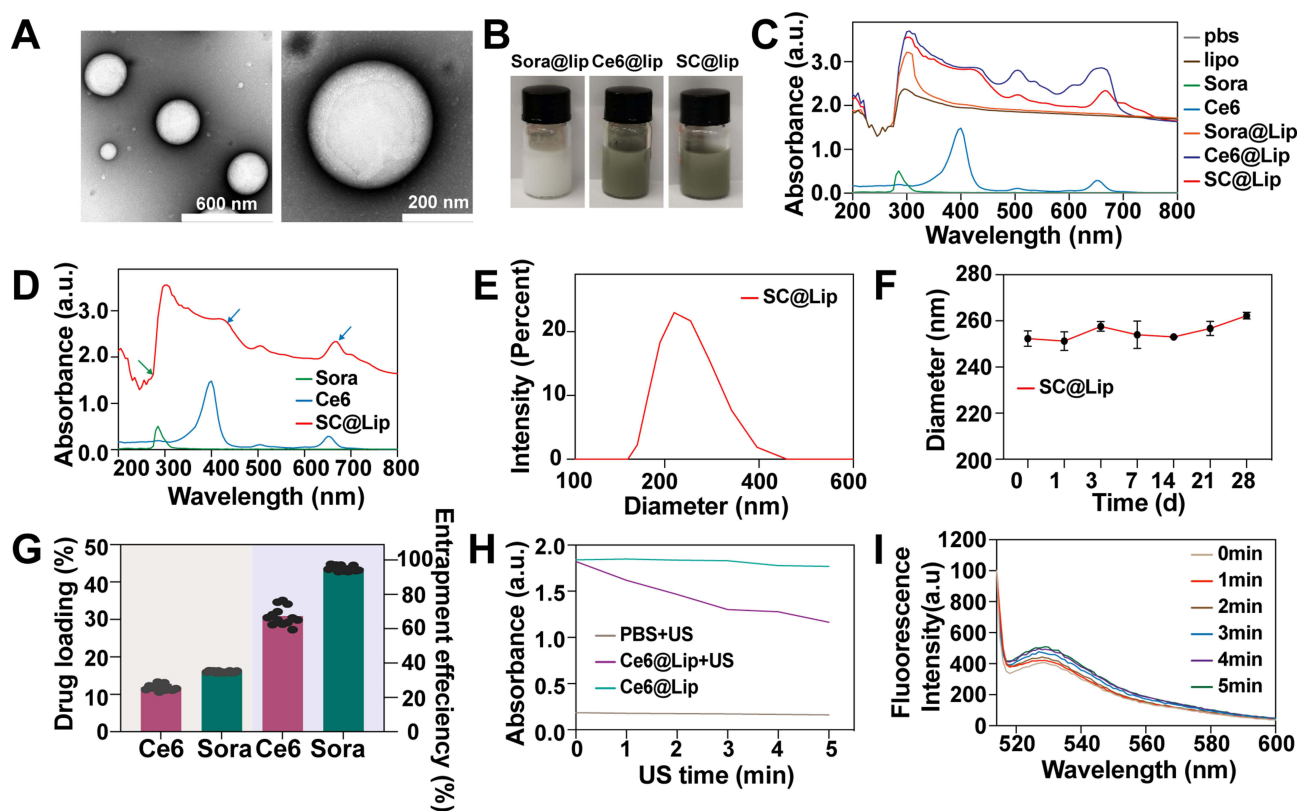 A
600 nm
200 nm
B
Sora@lip Ce6@lip SC@lip
C
Absorbance (a.u.)
3.0
2.0
1.0
0.0
200 300 400 500 600 700 800
Wavelength (nm)
pbs
lipo
Sora
Ce6
Sora@Lip
Ce6@Lip
SC@Lip
D
Absorbance (a.u.)
3.0
2.0
1.0
0.0
200 300 400 500 600 700 800
Wavelength (nm)
Sora
Ce6
SC@Lip
E
Intensity (Percent)
20
10
0
100 200 400 600
Diameter (nm)
SC@Lip
F
Diameter (nm)
280
260
240
220
200
0 1 3 7 14 21 28
Time (d)
SC@Lip
G
Drug loading (%)
50
40
30
20
10
0
Ce6 Sora Ce6 Sora
100
80
60
40
20
0
Entrapment effeciency (%)
H
Absorbance (a.u.)
2.0
1.5
1.0
0.5
0.0
0 1 2 3 4 5
US time (min)
PBS+US
Ce6@Lip+US
Ce6@Lip
I
Fluorescence
Intensity(a.u)
1200
1000
800
600
400
200
0
520 540 560 580 600
Wavelength (nm)
0min
1min
2min
3min
4min
5min